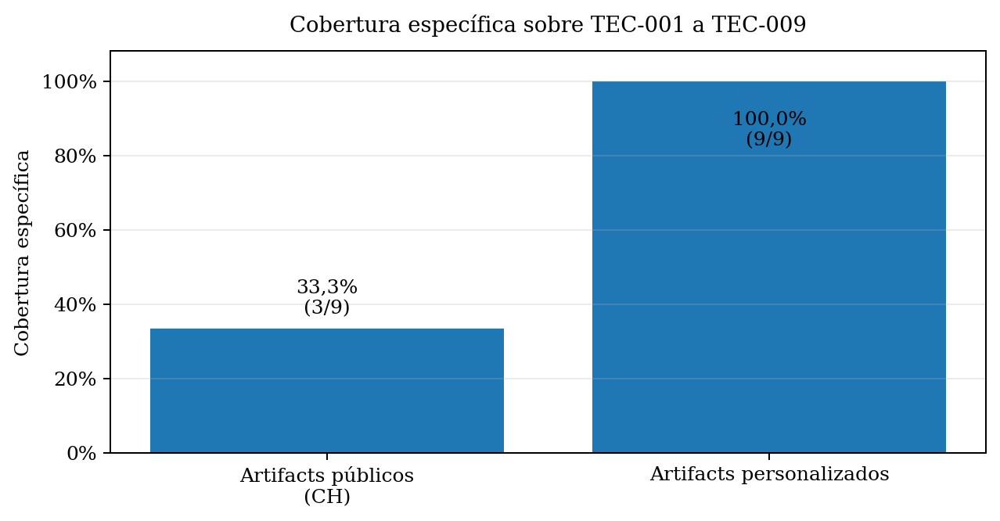 Cobertura específica sobre TEC-001 a TEC-009
Cobertura específica
100%
80%
60%
40%
20%
0%
33,3%
(3/9)
100,0%
(9/9)
Artifacts públicos
(CH)
Artifacts personalizados